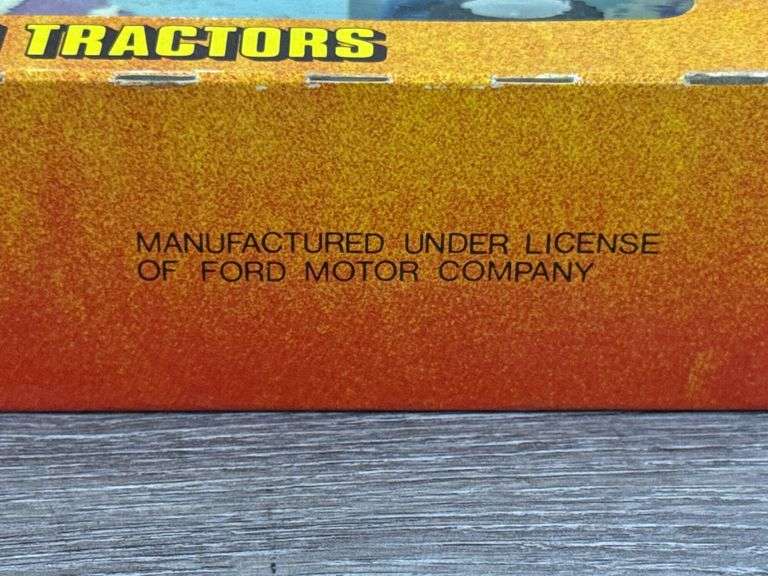 TRACTORS
MANUFACTURED UNDER LICENSE
OF FORD MOTOR COMPANY